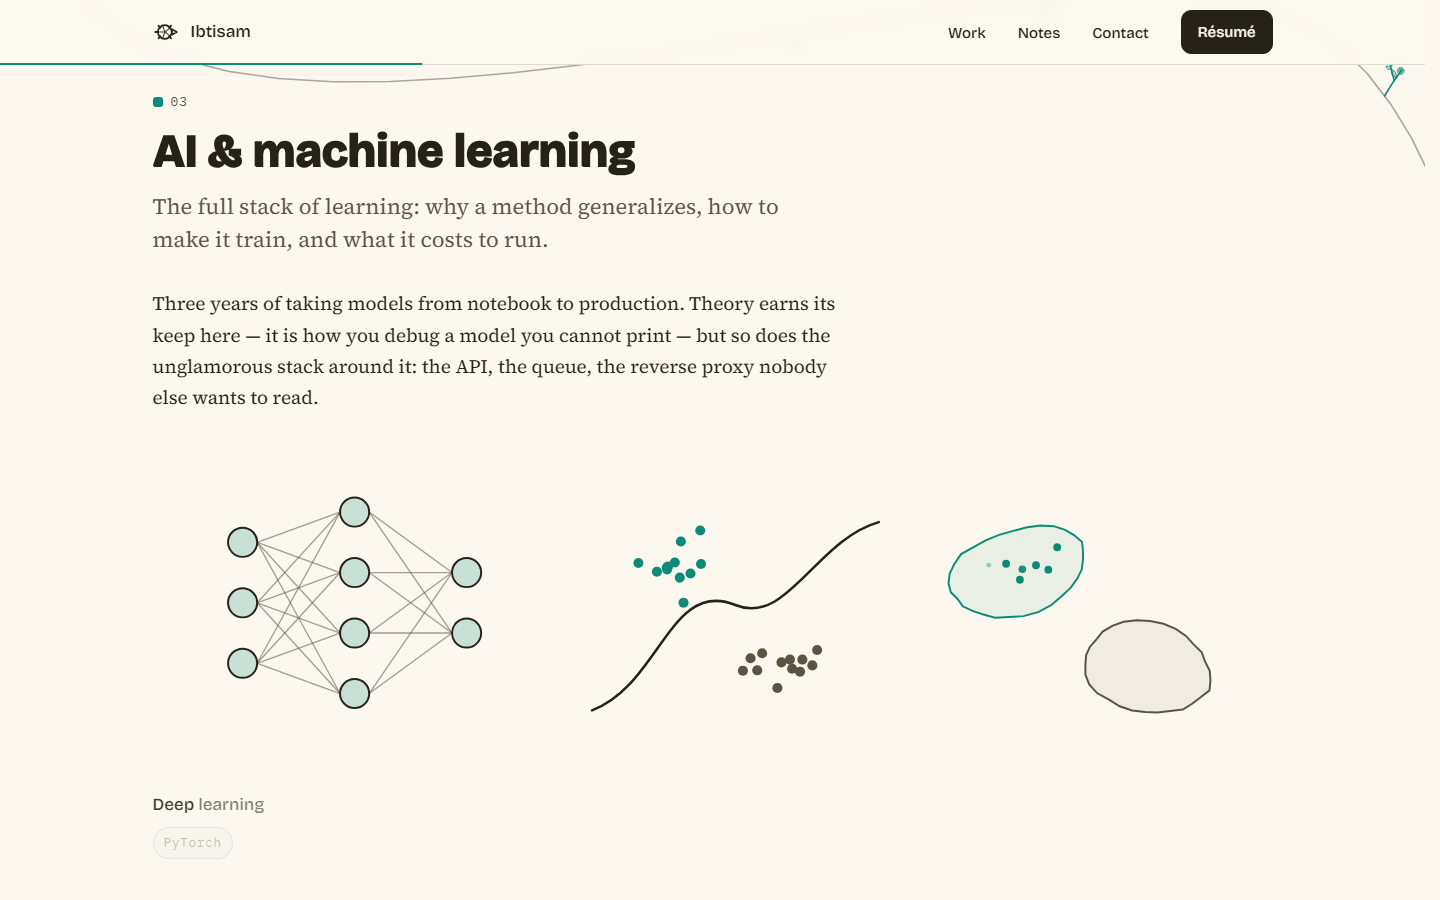 Ibtisam
Work
Notes
Contact
Résumé
03
AI & machine learning
The full stack of learning: why a method generalizes, how to
make it train, and what it costs to run.
Three years of taking models from notebook to production. Theory earns its
keep here — it is how you debug a model you cannot print — but so does the
unglamorous stack around it: the API, the queue, the reverse proxy nobody
else wants to read.
Deep learning
PyTorch